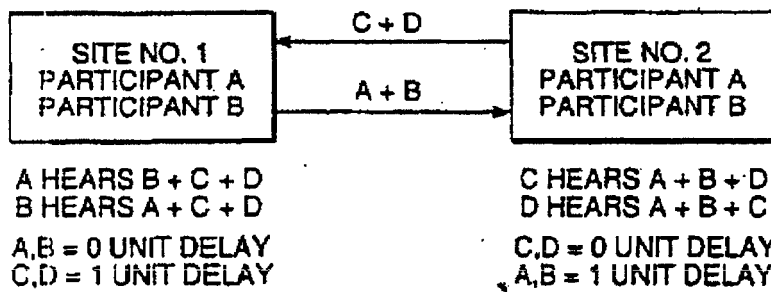 C + D
SITE NO. 1
PARTICIPANT A
PARTICIPANT B
A + B
SITE NO. 2
PARTICIPANT A
PARTICIPANT B
A HEARS B + C + D
B HEARS A + C + D
A,B = 0 UNIT DELAY
C,D = 1 UNIT DELAY
C HEARS A + B + D
D HEARS A + B + C
C,D = 0 UNIT DELAY
A,B = 1 UNIT DELAY